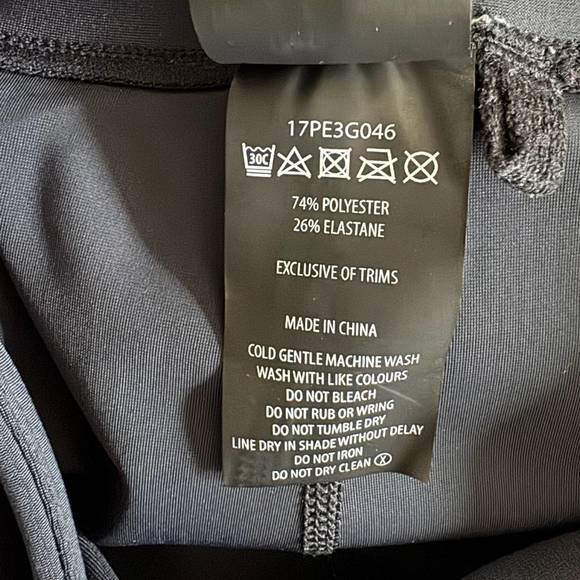 17PE3G046
30C
74% POLYESTER
26% ELASTANE
EXCLUSIVE OF TRIMS
MADE IN CHINA
COLD GENTLE MACHINE WASH
WASH WITH LIKE COLOURS
DO NOT BLEACH
DO NOT RUB OR WRING
DO NOT TUMBLE DRY
LINE DRY IN SHADE WITHOUT DELAY
DO NOT IRON
DO NOT DRY CLEAN Ⓧ